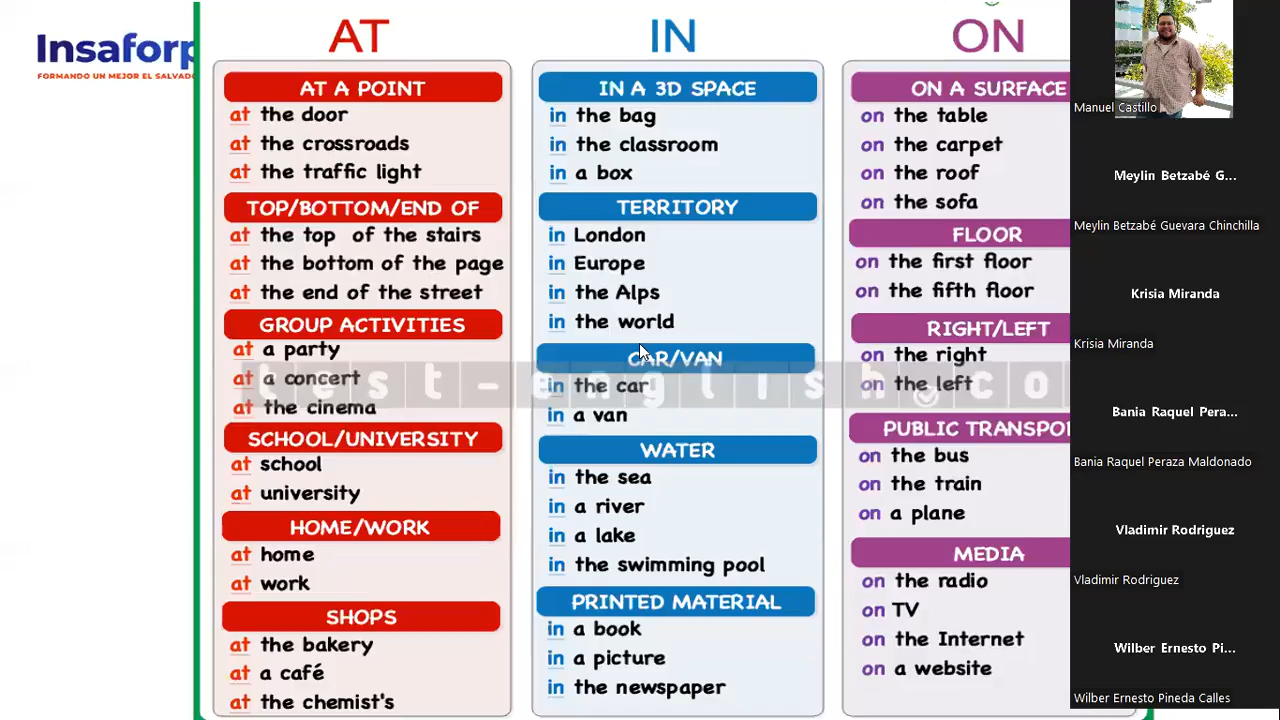 Insaforp
FORMANDO UN MEJOR EL SALVADO
AT
AT A POINT
at the door
at the crossroads
at the traffic light
TOP/BOTTOM/END OF
at the top of the stairs
at the bottom of the page
at the end of the street
GROUP ACTIVITIES
at a party
at a concert
at the cinema
SCHOOL/UNIVERSITY
at school
at university
HOME/WORK
at home
at work
SHOPS
at the bakery
at a café
at the chemist's
IN
IN A 3D SPACE
in the bag
in the classroom
in a box
TERRITORY
in London
in Europe
in the Alps
in the world
CAR/VAN
in the car
in a van
WATER
in the sea
in a river
in a lake
in the swimming pool
PRINTED MATERIAL
in a book
in a picture
in the newspaper
ON
ON A SURFACE
on the table
on the carpet
on the roof
on the sofa
FLOOR
on the first floor
on the fifth floor
RIGHT/LEFT
on the right
on the left
PUBLIC TRANSPO
on the bus
on the train
on a plane
MEDIA
on the radio
on TV
on the Internet
on a website
test-english.co
Manuel Castillo
Meylin Betzabé G...
Meylin Betzabé Guevara Chinchilla
Krisia Miranda
Krisia Miranda
Bania Raquel Pera...
Bania Raquel Peraza Maldonado
Vladimir Rodriguez
Vladimir Rodriguez
Wilber Ernesto Pi...
Wilber Ernesto Pineda Calles